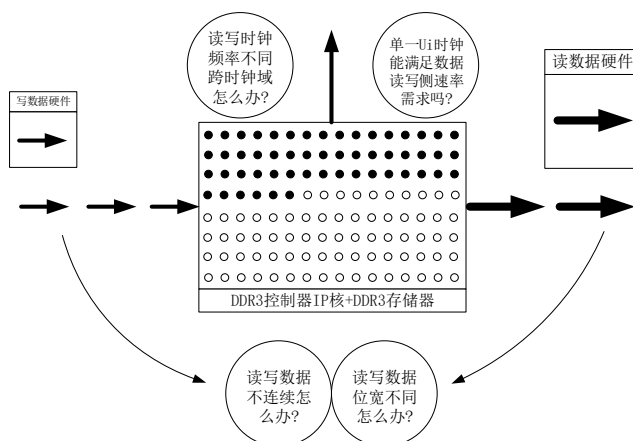 读写时钟
频率不同
跨时钟域
怎么办?
单一Ui时钟
能满足数据
读写侧速率
需求吗?
写数据硬件
读数据硬件
DDR3控制器IP核+DDR3存储器
读写数据
不连续怎
么办?
读写数据
位宽不同
怎么办?